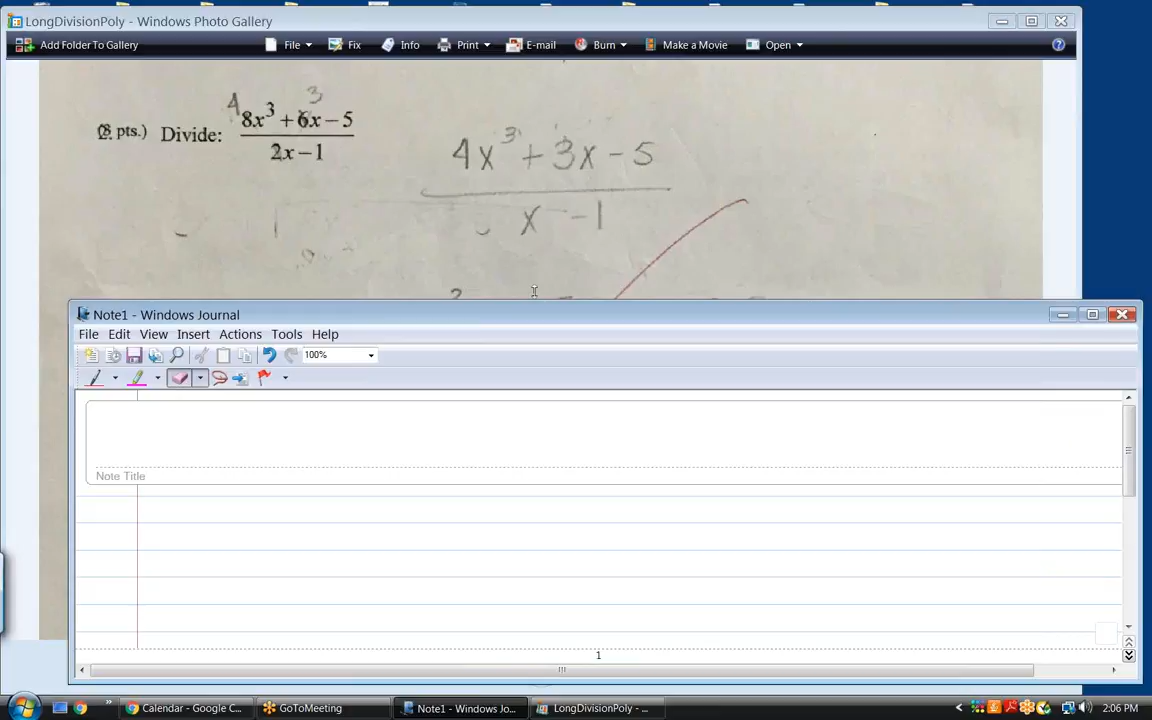 LongDivisionPoly - Windows Photo Gallery
Add Folder To Gallery File Fix Info Print E-mail Burn Make a Movie Open
4 3
(8 pts.) Divide: 8x³ + 6x − 5
2x − 1
4x³ + 3x − 5
x − 1
Note1 - Windows Journal
File Edit View Insert Actions Tools Help
100%
Note Title
1
Calendar - Google C... GoToMeeting Note1 - Windows Jo... LongDivisionPoly - ... 2:06 PM